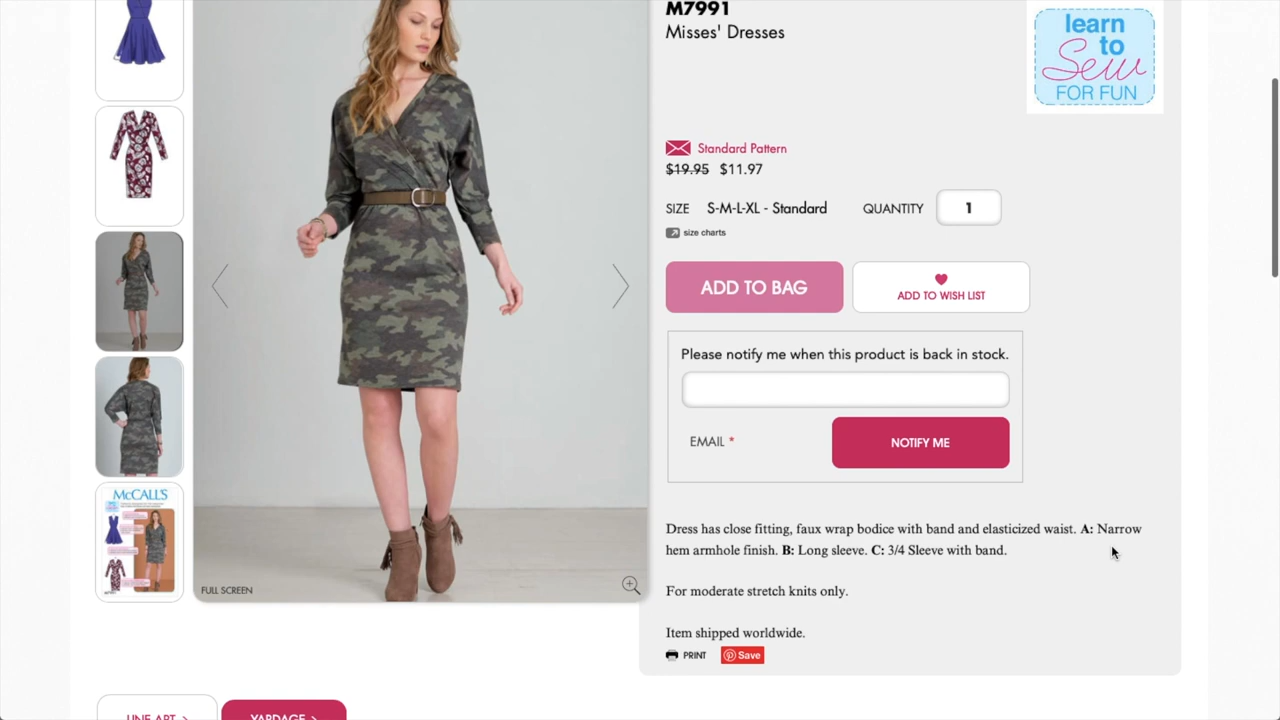 M7991
Misses' Dresses
learn
to
Sew
FOR FUN
Standard Pattern
$19.95 $11.97
SIZE S-M-L-XL - Standard QUANTITY 1
size charts
ADD TO BAG
ADD TO WISH LIST
Please notify me when this product is back in stock.
EMAIL *
NOTIFY ME
Dress has close fitting, faux wrap bodice with band and elasticized waist. A: Narrow
hem armhole finish. B: Long sleeve. C: 3/4 Sleeve with band.
For moderate stretch knits only.
Item shipped worldwide.
PRINT Save
McCALL'S
FULL SCREEN
LINE ART >
YARDAGE >